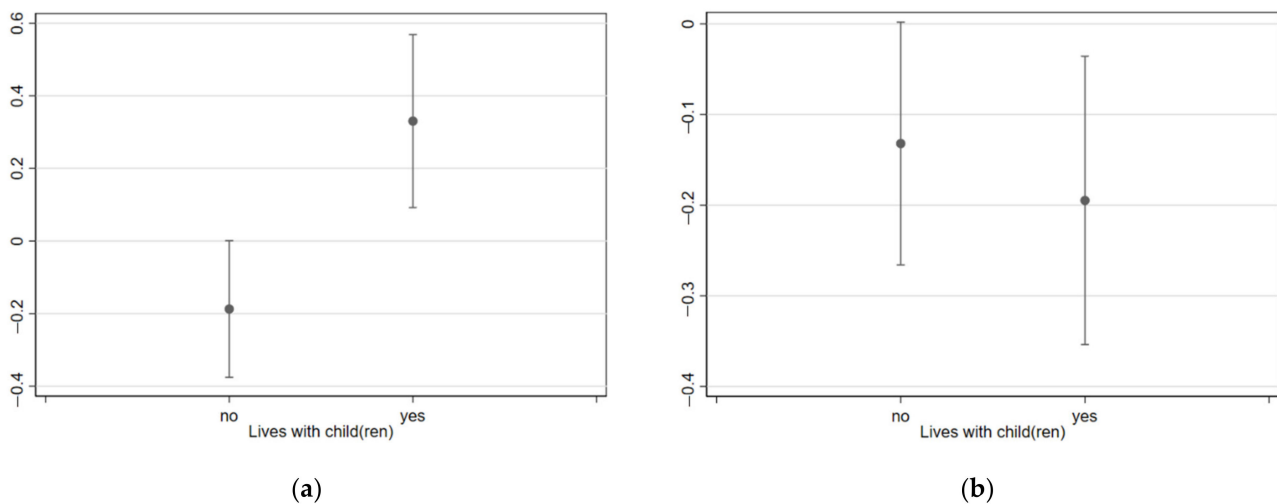 0.6
0.4
0.2
0
−0.2
−0.4
no yes
Lives with child(ren)
(a)
0
−0.1
−0.2
−0.3
−0.4
no yes
Lives with child(ren)
(b)